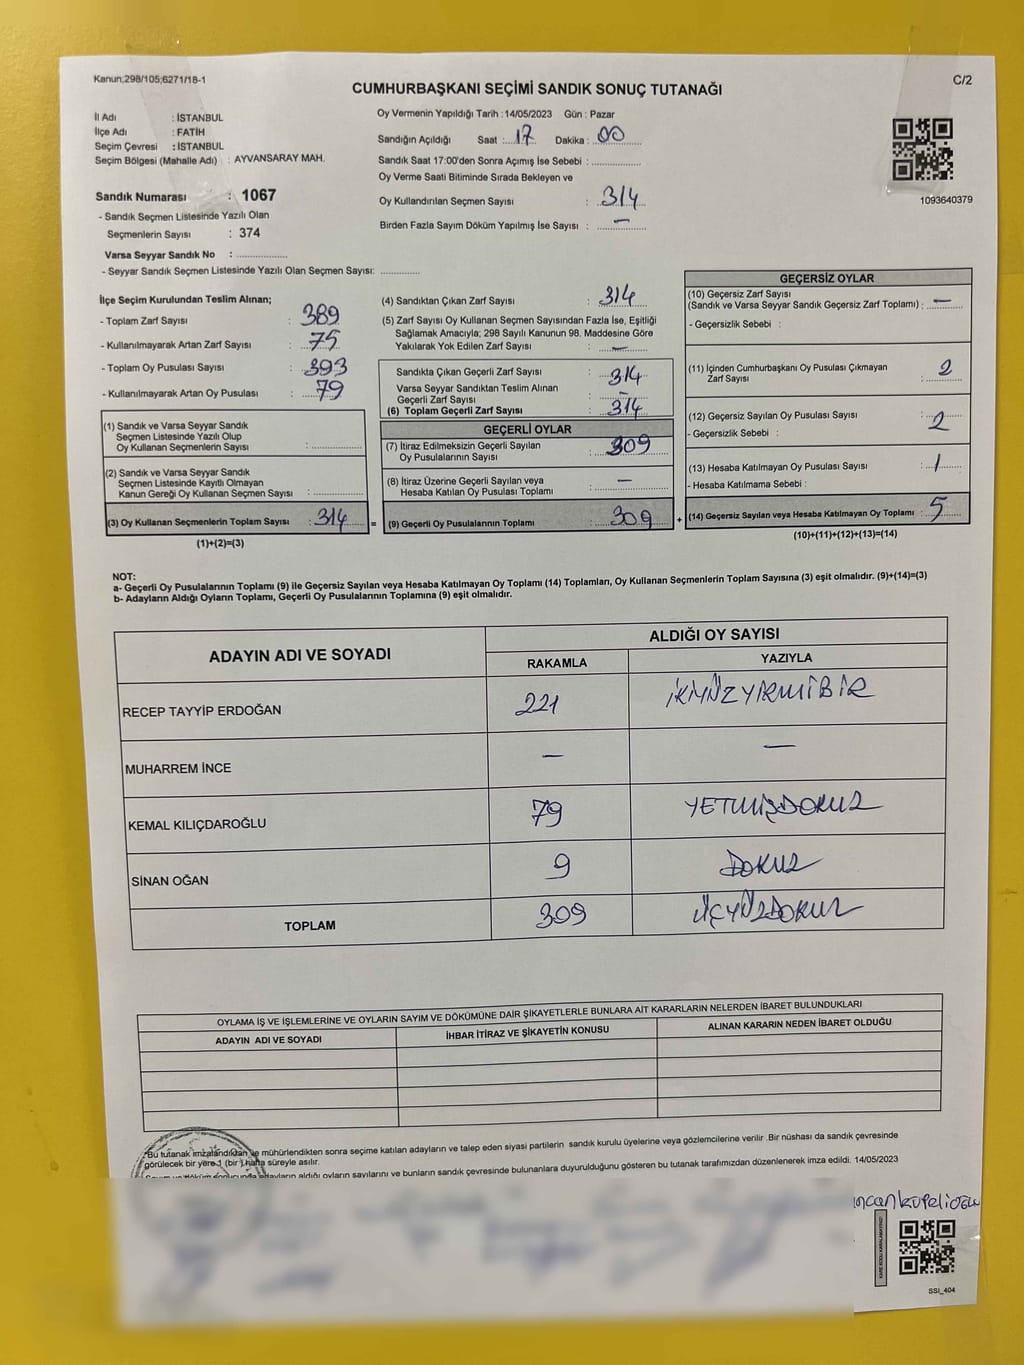 Kanun;298/105;6271/18-1
C/2
CUMHURBAŞKANI SEÇİMİ SANDIK SONUÇ TUTANAĞI
İl Adı : İSTANBUL
İlçe Adı : FATİH
Seçim Çevresi : İSTANBUL
Seçim Bölgesi (Mahalle Adı) : AYVANSARAY MAH.
Sandık Numarası : 1067
- Sandık Seçmen Listesinde Yazılı Olan
Seçmenlerin Sayısı : 374
Varsa Seyyar Sandık No : ................
- Seyyar Sandık Seçmen Listesinde Yazılı Olan Seçmen Sayısı: ............
Oy Vermenin Yapıldığı Tarih : 14/05/2023 Gün : Pazar
Sandığın Açıldığı Saat : 17 Dakika : 00
Sandık Saat 17:00'den Sonra Açımış İse Sebebi : ...............
Oy Verme Saati Bitiminde Sırada Bekleyen ve
Oy Kullandırılan Seçmen Sayısı : 314
Birden Fazla Sayım Döküm Yapılmış İse Sayısı : —
1093640379
İlçe Seçim Kurulundan Teslim Alınan;
- Toplam Zarf Sayısı : 389
- Kullanılmayarak Artan Zarf Sayısı : 75
- Toplam Oy Pusulası Sayısı : 393
- Kullanılmayarak Artan Oy Pusulası : 79
(1) Sandık ve Varsa Seyyar Sandık
Seçmen Listesinde Yazılı Olup
Oy Kullanan Seçmenlerin Sayısı : ..............
(2) Sandık ve Varsa Seyyar Sandık
Seçmen Listesinde Kayıtlı Olmayan
Kanun Gereği Oy Kullanan Seçmen Sayısı : ..............
(3) Oy Kullanan Seçmenlerin Toplam Sayısı : 314 =
(1)+(2)=(3)
(4) Sandıktan Çıkan Zarf Sayısı : 314
(5) Zarf Sayısı Oy Kullanan Seçmen Sayısından Fazla İse, Eşitliği
Sağlamak Amacıyla; 298 Sayılı Kanunun 98. Maddesine Göre
Yakılarak Yok Edilen Zarf Sayısı : —
Sandıkta Çıkan Geçerli Zarf Sayısı : 314
Varsa Seyyar Sandıktan Teslim Alınan
Geçerli Zarf Sayısı : —
(6) Toplam Geçerli Zarf Sayısı : 314
GEÇERLİ OYLAR
(7) İtiraz Edilmeksizin Geçerli Sayılan
Oy Pusulalarının Sayısı : 309
(8) İtiraz Üzerine Geçerli Sayılan veya
Hesaba Katılan Oy Pusulası Toplamı : —
(9) Geçerli Oy Pusulalarının Toplamı : 309 +
GEÇERSİZ OYLAR
(10) Geçersiz Zarf Sayısı
(Sandık ve Varsa Seyyar Sandık Geçersiz Zarf Toplamı) : —
- Geçersizlik Sebebi :
(11) İçinden Cumhurbaşkanı Oy Pusulası Çıkmayan
Zarf Sayısı : 2
(12) Geçersiz Sayılan Oy Pusulası Sayısı : 2
- Geçersizlik Sebebi :
(13) Hesaba Katılmayan Oy Pusulası Sayısı : 1
- Hesaba Katılmama Sebebi :
(14) Geçersiz Sayılan veya Hesaba Katılmayan Oy Toplamı : 5
(10)+(11)+(12)+(13)=(14)
NOT:
a- Geçerli Oy Pusulalarının Toplamı (9) ile Geçersiz Sayılan veya Hesaba Katılmayan Oy Toplamı (14) Toplamları, Oy Kullanan Seçmenlerin Toplam Sayısına (3) eşit olmalıdır. (9)+(14)=(3)
b- Adayların Aldığı Oyların Toplamı, Geçerli Oy Pusulalarının Toplamına (9) eşit olmalıdır.
ADAYIN ADI VE SOYADI
ALDIĞI OY SAYISI
RAKAMLA YAZIYLA
RECEP TAYYİP ERDOĞAN 221 İKİYÜZYİRMİBİR
MUHARREM İNCE — —
KEMAL KILIÇDAROĞLU 79 YETMİŞDOKUZ
SİNAN OĞAN 9 DOKUZ
TOPLAM 309 ÜÇYÜZDOKUZ
OYLAMA İŞ VE İŞLEMLERİNE VE OYLARIN SAYIM VE DÖKÜMÜNE DAİR ŞİKAYETLERLE BUNLARA AİT KARARLARIN NELERDEN İBARET BULUNDUKLARI
ADAYIN ADI VE SOYADI İHBAR İTİRAZ VE ŞİKAYETİN KONUSU ALINAN KARARIN NEDEN İBARET OLDUĞU
*Bu tutanak imzalandıktan ve mühürlendikten sonra seçime katılan adayların ve talep eden siyasi partilerin sandık kurulu üyelerine veya gözlemcilerine verilir .Bir nüshası da sandık çevresinde
görülecek bir yere 1 (bir ) hafta süreyle asılır.
adayların aldığı oyların sayılarını ve bunların sandık çevresinde bulunanlara duyurulduğunu gösteren bu tutanak tarafımızdan düzenlenerek imza edildi. 14/05/2023
SSI_404